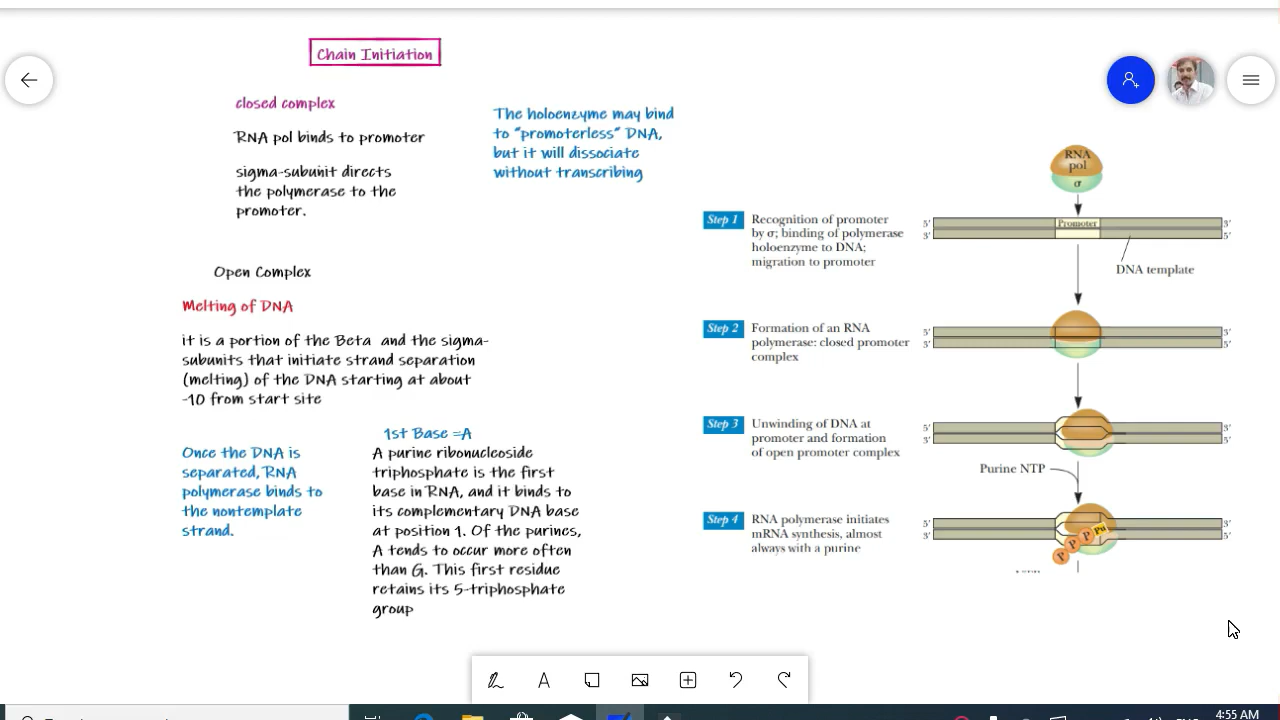 Chain Initiation
closed complex
RNA pol binds to promoter
sigma-subunit directs
the polymerase to the
promoter.
The holoenzyme may bind
to "promoterless" DNA,
but it will dissociate
without transcribing
Open Complex
Melting of DNA
it is a portion of the Beta and the sigma-
subunits that initiate strand separation
(melting) of the DNA starting at about
-10 from start site
Once the DNA is
separated, RNA
polymerase binds to
the nontemplate
strand.
1st Base =A
A purine ribonucleoside
triphosphate is the first
base in RNA, and it binds to
its complementary DNA base
at position 1. Of the purines,
A tends to occur more often
than G. This first residue
retains its 5-triphosphate
group
RNA
pol
σ
Step 1
Recognition of promoter
by σ; binding of polymerase
holoenzyme to DNA;
migration to promoter
5′ Promoter 3′
3′ 5′
DNA template
Step 2
Formation of an RNA
polymerase: closed promoter
complex
5′ 3′
3′ 5′
Step 3
Unwinding of DNA at
promoter and formation
of open promoter complex
5′ 3′
3′ 5′
Purine NTP
Step 4
RNA polymerase initiates
mRNA synthesis, almost
always with a purine
5′ 3′
3′ 5′
P P P Pu
4:55 AM